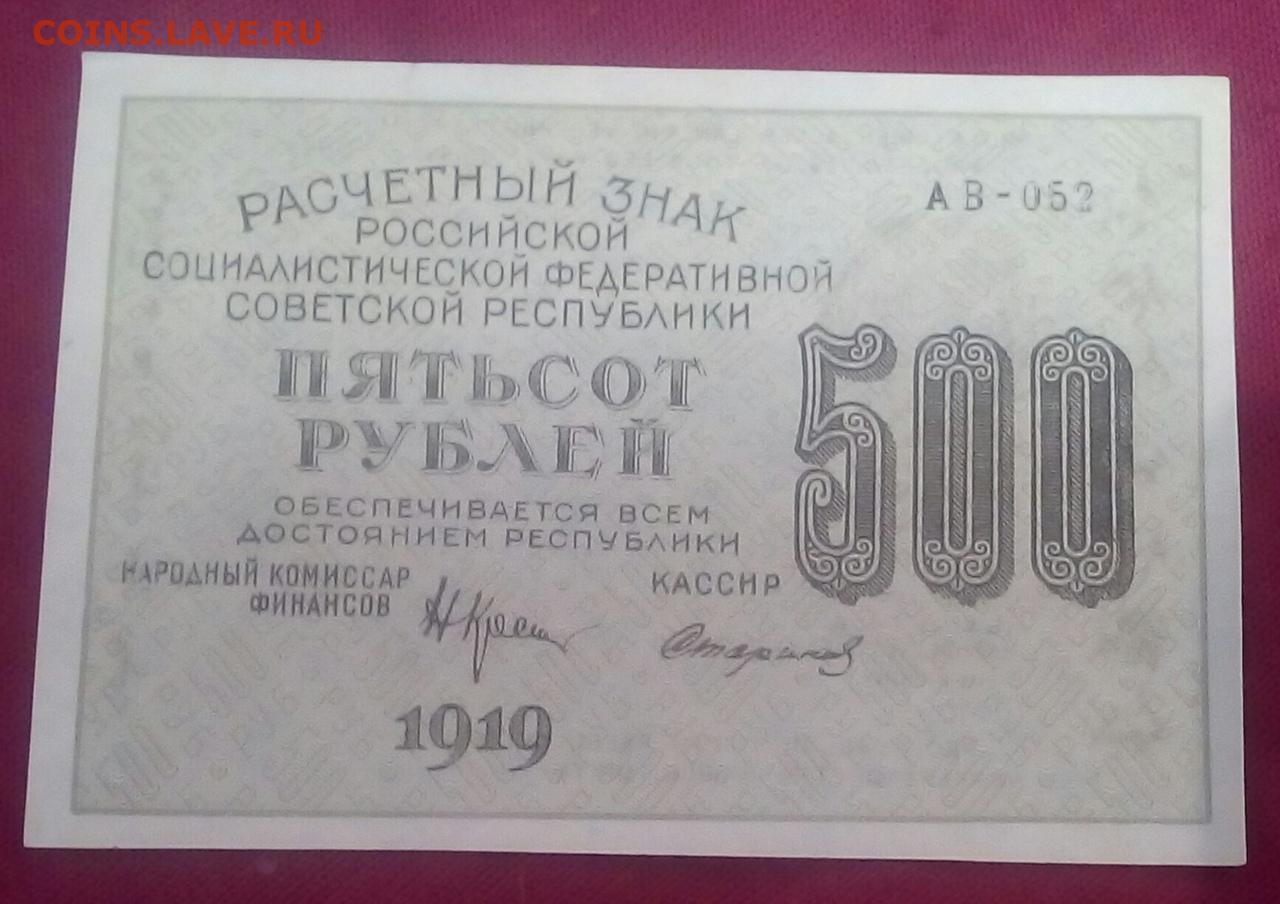 COINS.LAVE.RU
РАСЧЕТНЫЙ ЗНАК
АВ-052
РОССИЙСКОЙ
СОЦИАЛИСТИЧЕСКОЙ ФЕДЕРАТИВНОЙ
СОВЕТСКОЙ РЕСПУБЛИКИ
ПЯТЬСОТ
РУБЛЕЙ
500
ОБЕСПЕЧИВАЕТСЯ ВСЕМ
ДОСТОЯНИЕМ РЕСПУБЛИКИ
НАРОДНЫЙ КОМИССАР
ФИНАНСОВ
КАССИР
Стариков
1919